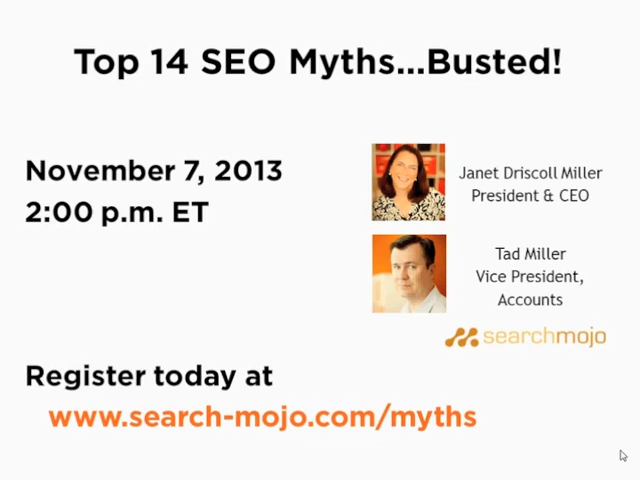 Top 14 SEO Myths...Busted!
November 7, 2013
2:00 p.m. ET
Janet Driscoll Miller
President & CEO
Tad Miller
Vice President,
Accounts
searchmojo
Register today at
www.search-mojo.com/myths